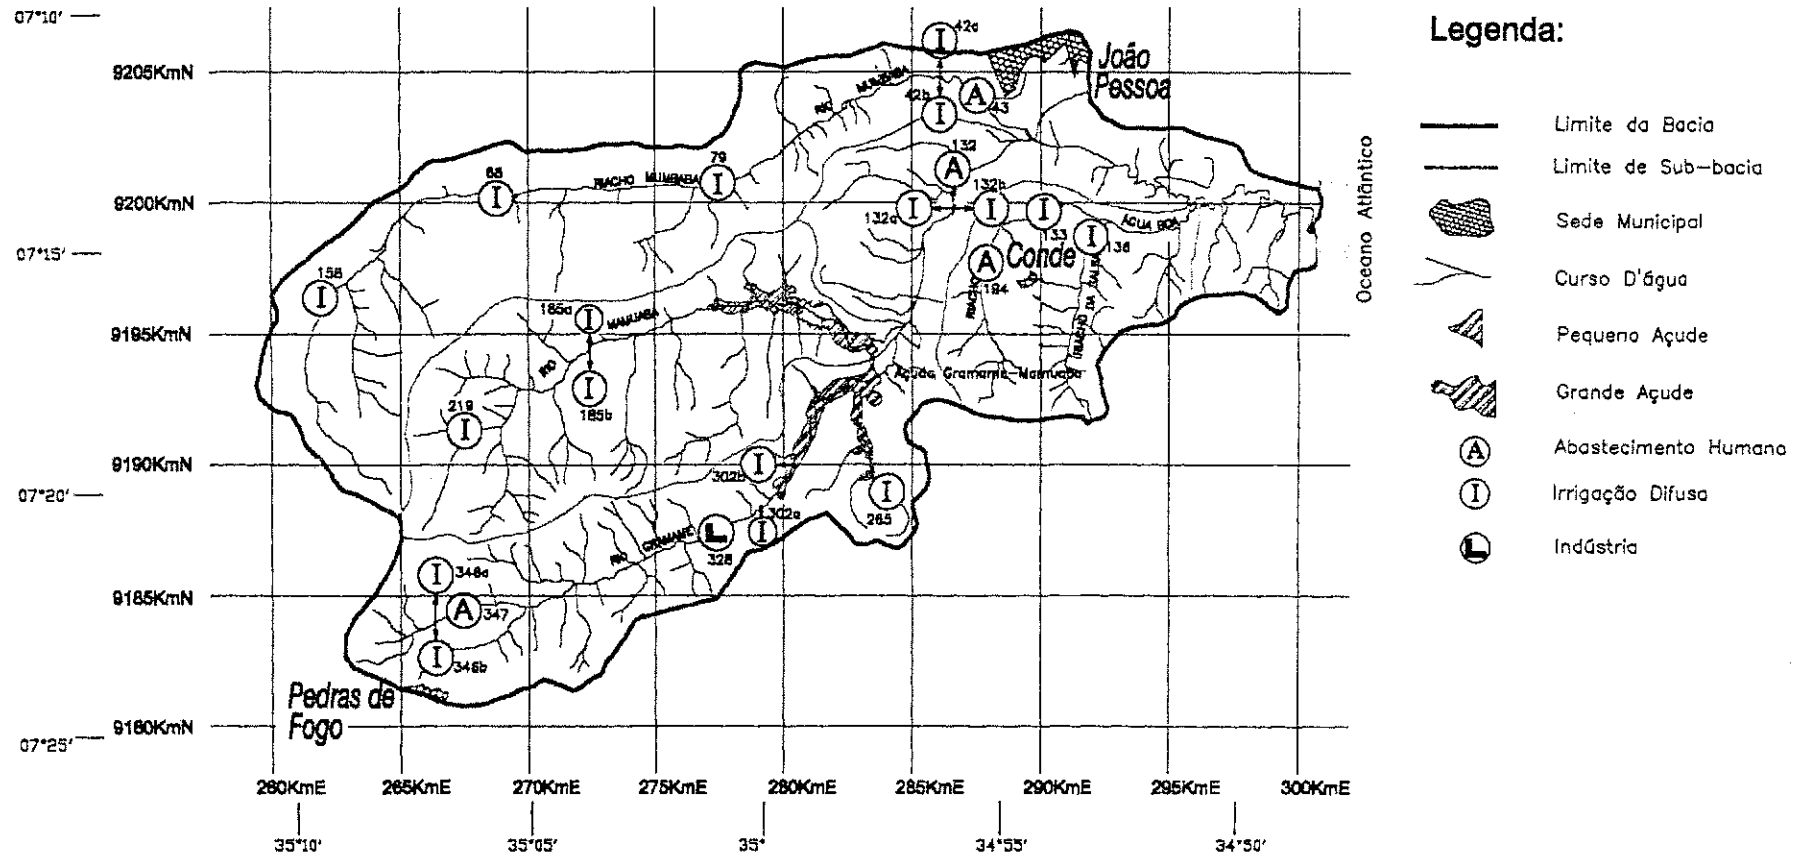 07°10'
9205KmN
9200KmN
07°15'
9195KmN
9190KmN
07°20'
9185KmN
9180KmN
07°25'
260KmE
265KmE
270KmE
275KmE
280KmE
285KmE
290KmE
295KmE
300KmE
35°10'
35°05'
35°
34°55'
34°50'
I 42a
João
Pessoa
RIO MUMBABA
42b I
A 43
132
A
79
I
68
I
RIACHO MUMBABA
132a I
132b
I
I
133
ÁGUA BOA
I
136
Conde
A
194
RIACHO
158
I
185a I
RIO MAMUABA
I
185b
Açude Gramame-Mamuaba
219
I
I
302b
I
265
I 302a
L
328
RIO GRAMAME
I 346a
A 347
I 346b
Pedras de
Fogo
Oceano Atlântico
Legenda:
Limite da Bacia
Limite de Sub-bacia
Sede Municipal
Curso D'água
Pequeno Açude
Grande Açude
A Abastecimento Humano
I Irrigação Difusa
L Indústria